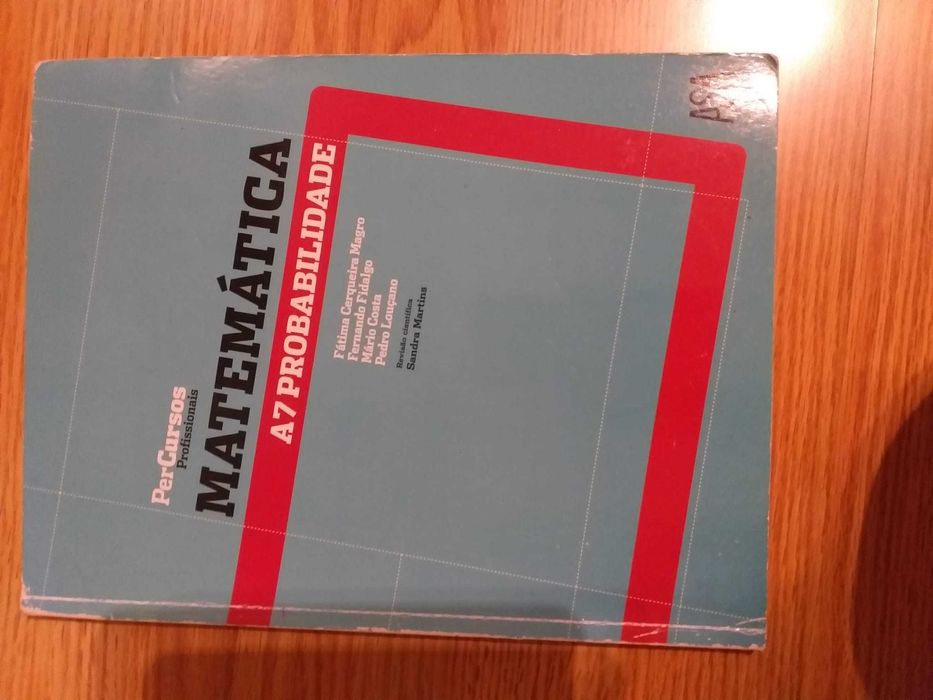 PerCursos
Profissionais
MATEMÁTICA
A7 PROBABILIDADE
Fátima Cerqueira Magro
Fernando Fidalgo
Mário Costa
Pedro Louçano
Revisão científica
Sandra Martins
ASA